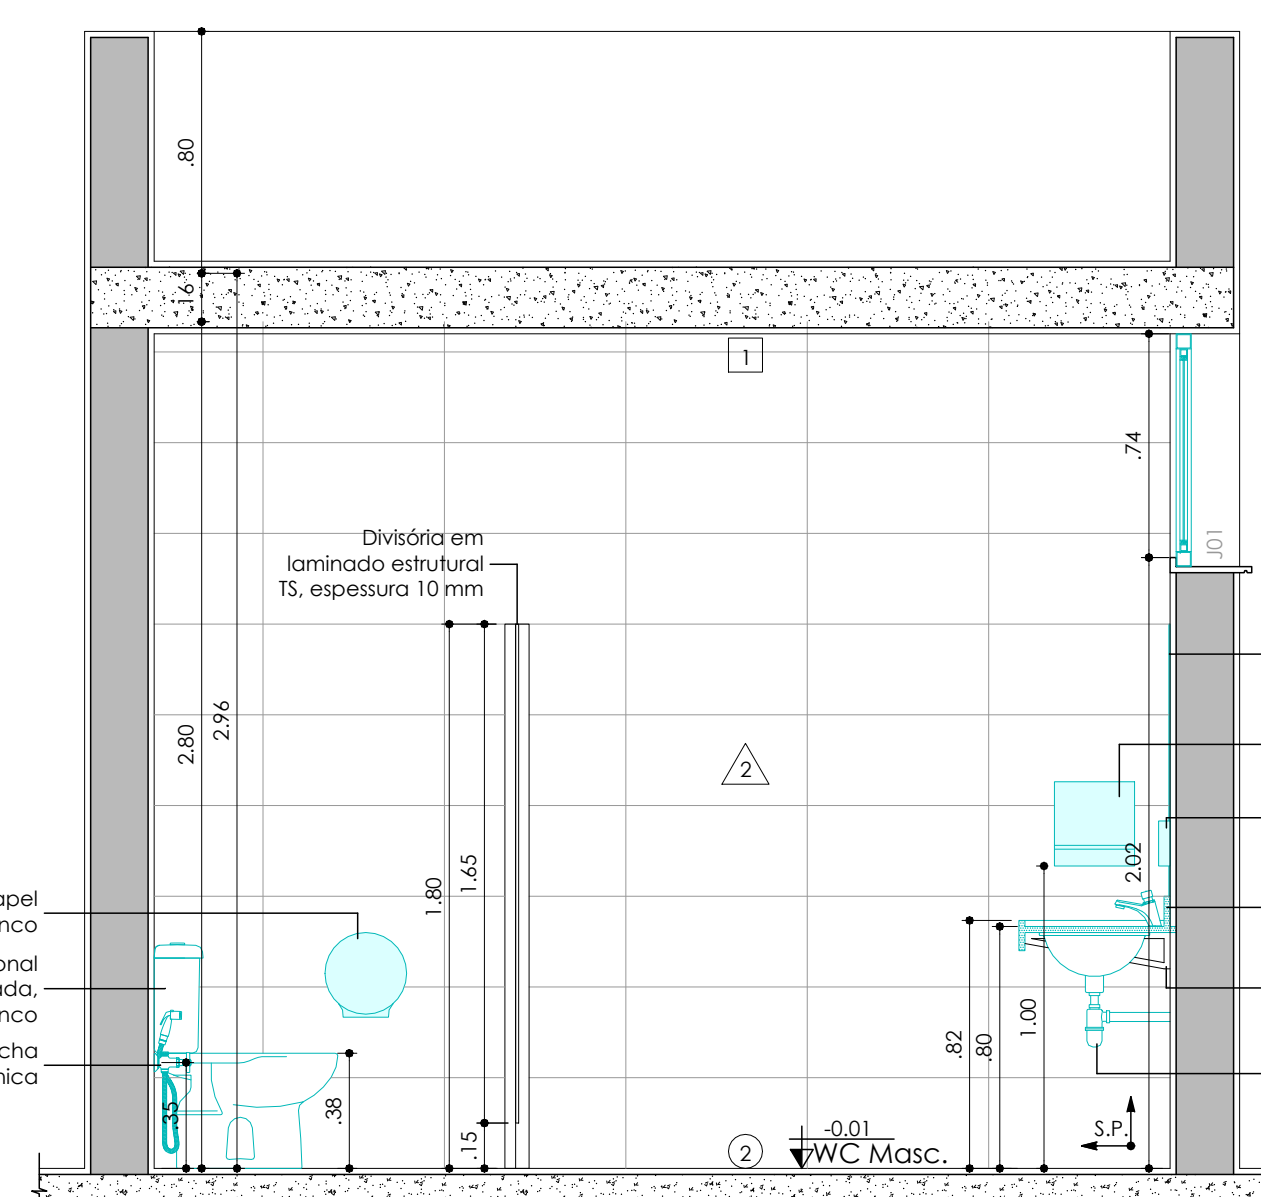 .80
.16
1
.74
J01
Divisória em
laminado estrutural
TS, espessura 10 mm
2.80
2.96
2
1.80
1.65
2.02
apel
nco
onal
ada,
nco
cha
nica
1.00
.82
.80
.35
.38
.15
2
-0.01
WC Masc.
S.P.